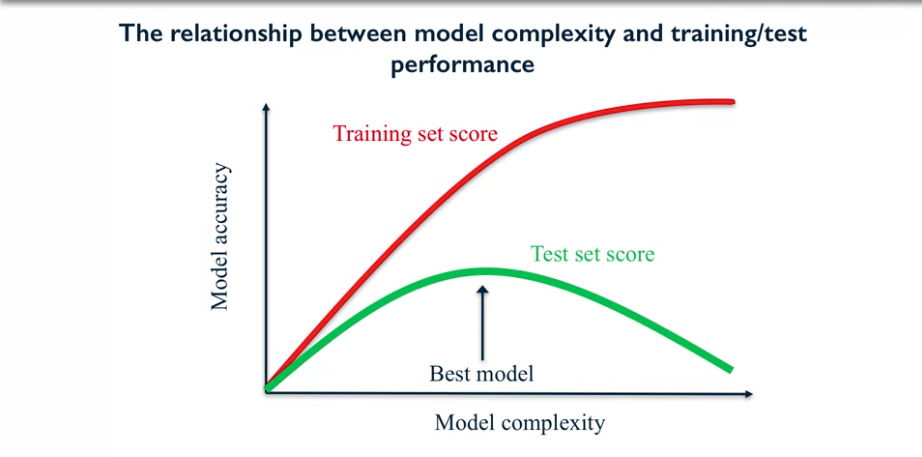 The relationship between model complexity and training/test
performance
Training set score
Test set score
Model accuracy
Best model
Model complexity